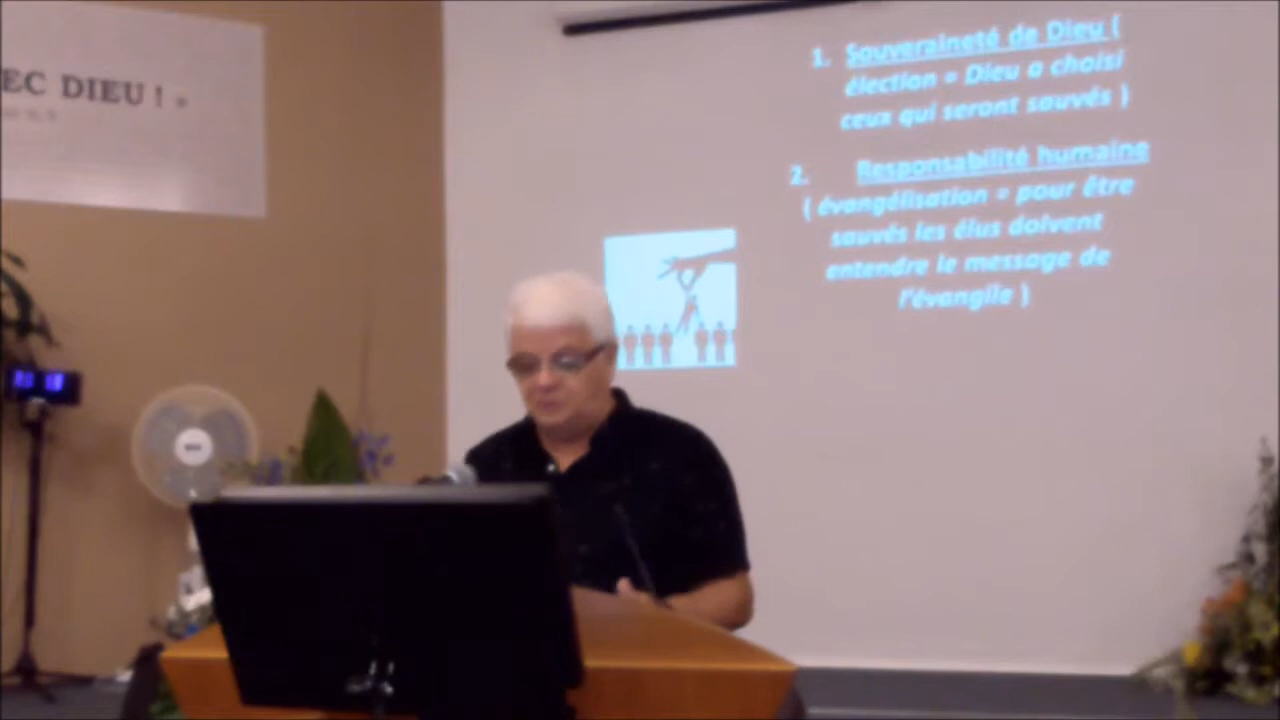 EC DIEU ! »
1. Souveraineté de Dieu (
élection = Dieu a choisi
ceux qui seront sauvés )
2. Responsabilité humaine
( évangélisation = pour être
sauvés les élus doivent
entendre le message de
l'évangile )